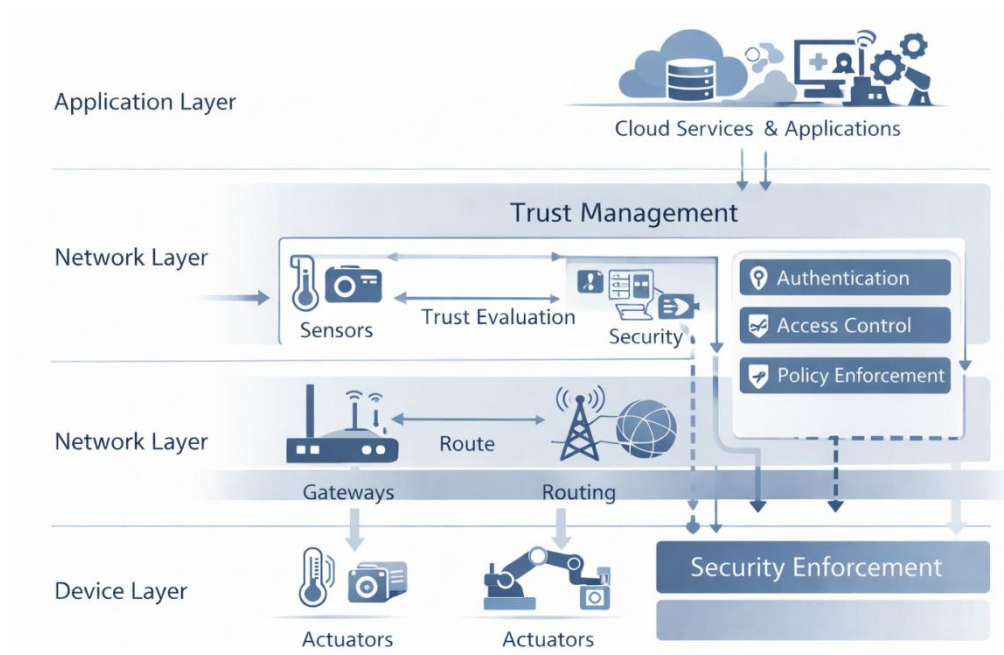 Application Layer
Cloud Services & Applications
Trust Management
Network Layer
Sensors
Trust Evaluation
Security
Authentication
Access Control
Policy Enforcement
Network Layer
Route
Gateways
Routing
Device Layer
Security Enforcement
Actuators
Actuators